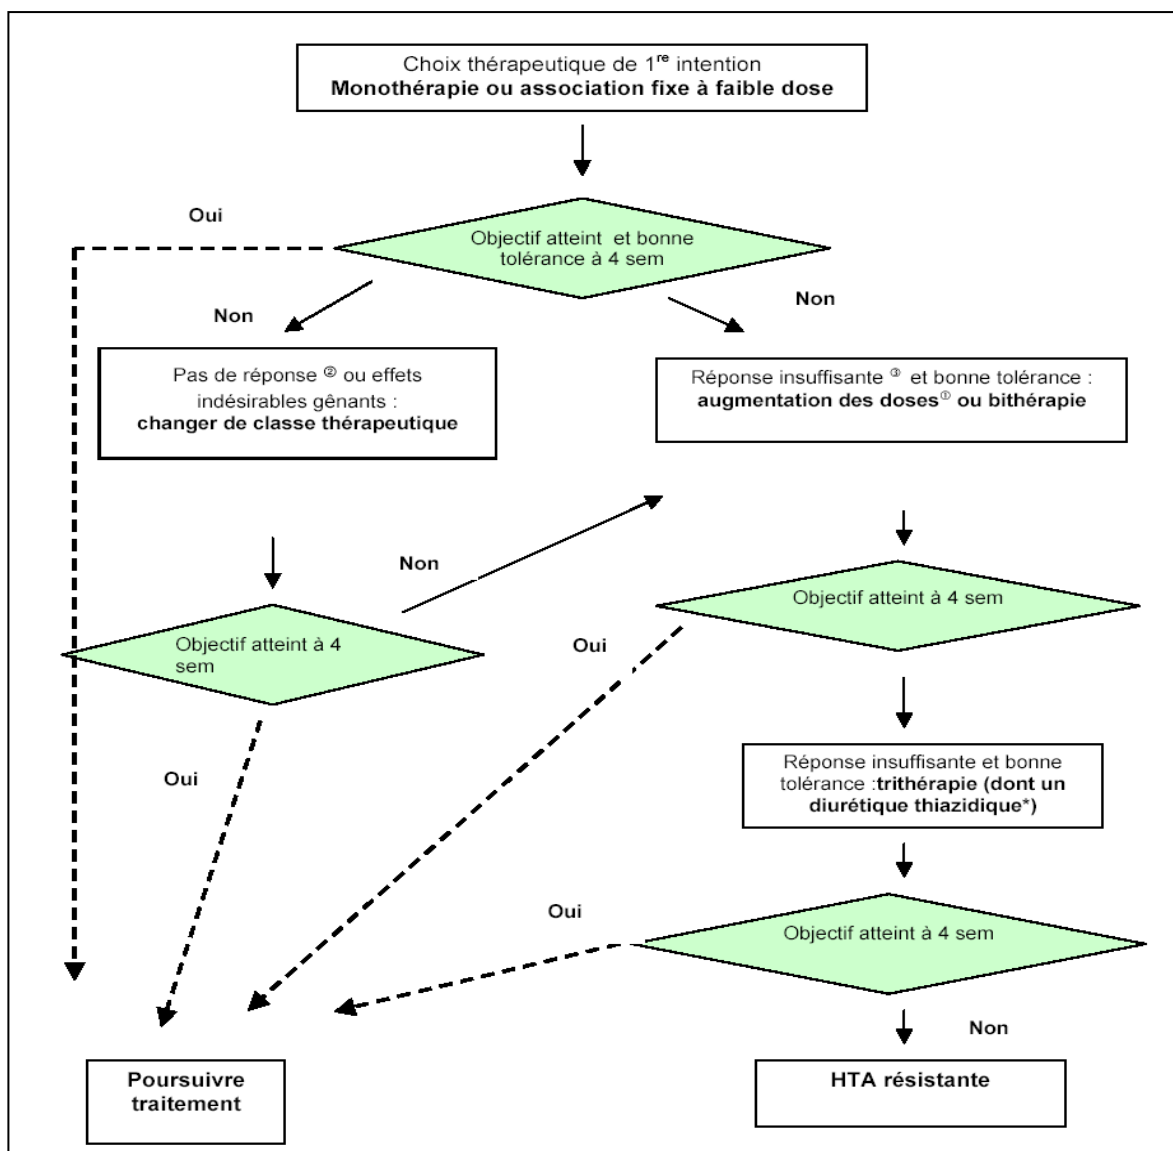 Choix thérapeutique de 1re intention
Monothérapie ou association fixe à faible dose
Oui
Objectif atteint et bonne
tolérance à 4 sem
Non
Non
Pas de réponse ② ou effets
indésirables gênants :
changer de classe thérapeutique
Réponse insuffisante ③ et bonne tolérance :
augmentation des doses① ou bithérapie
Non
Objectif atteint à 4
sem
Objectif atteint à 4 sem
Oui
Oui
Réponse insuffisante et bonne
tolérance :trithérapie (dont un
diurétique thiazidique*)
Oui
Objectif atteint à 4 sem
Non
Poursuivre
traitement
HTA résistante